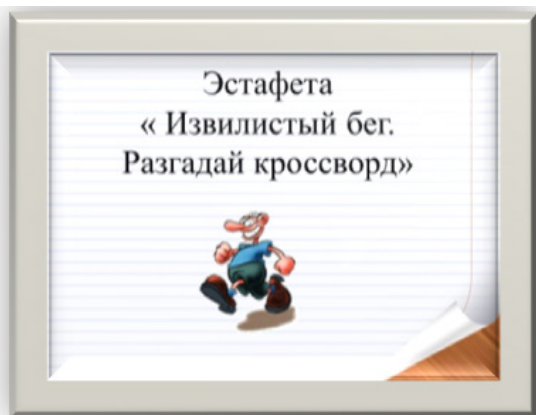 Эстафета
« Извилистый бег.
Разгадай кроссворд»